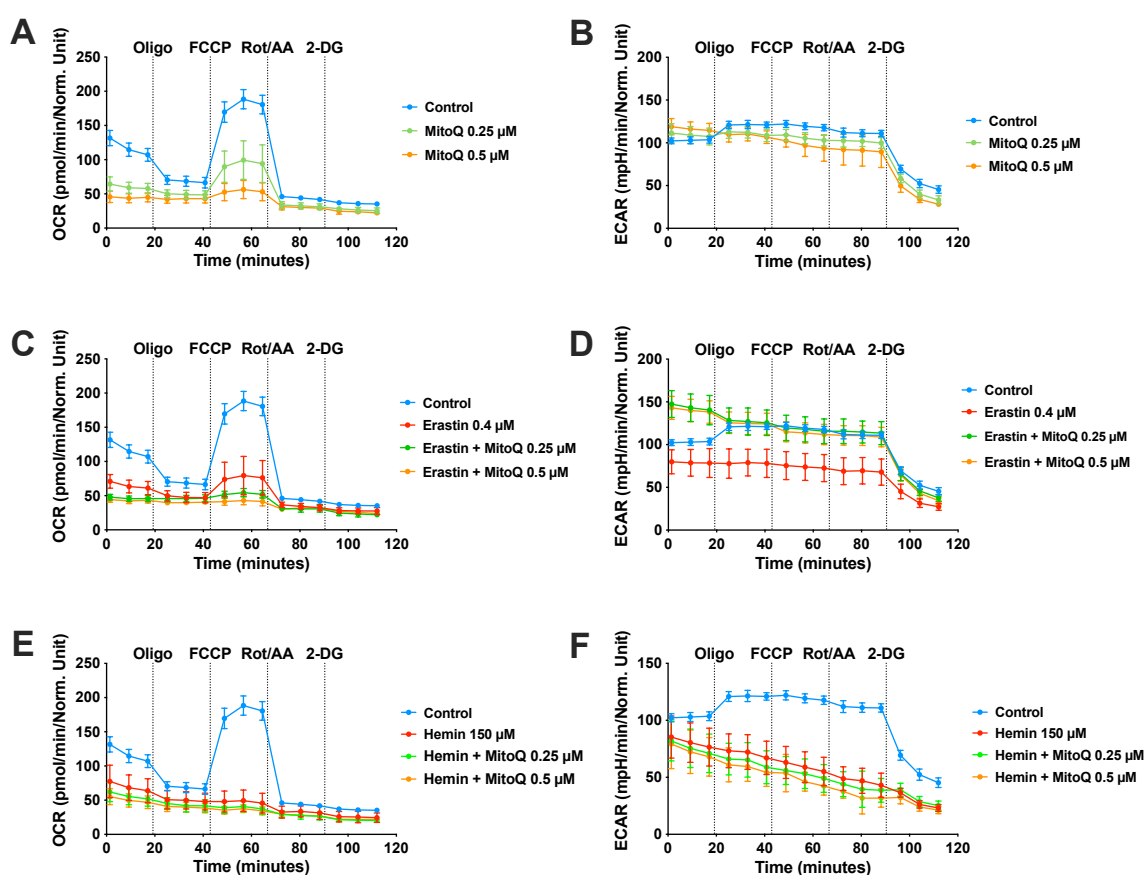 A
Oligo FCCP Rot/AA 2-DG
OCR (pmol/min/Norm. Unit)
250
200
150
100
50
0
0 20 40 60 80 100 120
Time (minutes)
Control
MitoQ 0.25 µM
MitoQ 0.5 µM
B
Oligo FCCP Rot/AA 2-DG
ECAR (mpH/min/Norm. Unit)
200
150
100
50
0
0 20 40 60 80 100 120
Time (minutes)
Control
MitoQ 0.25 µM
MitoQ 0.5 µM
C
Oligo FCCP Rot/AA 2-DG
OCR (pmol/min/Norm. Unit)
250
200
150
100
50
0
0 20 40 60 80 100 120
Time (minutes)
Control
Erastin 0.4 µM
Erastin + MitoQ 0.25 µM
Erastin + MitoQ 0.5 µM
D
Oligo FCCP Rot/AA 2-DG
ECAR (mpH/min/Norm. Unit)
200
150
100
50
0
0 20 40 60 80 100 120
Time (minutes)
Control
Erastin 0.4 µM
Erastin + MitoQ 0.25 µM
Erastin + MitoQ 0.5 µM
E
Oligo FCCP Rot/AA 2-DG
OCR (pmol/min/Norm. Unit)
250
200
150
100
50
0
0 20 40 60 80 100 120
Time (minutes)
Control
Hemin 150 µM
Hemin + MitoQ 0.25 µM
Hemin + MitoQ 0.5 µM
F
Oligo FCCP Rot/AA 2-DG
ECAR (mpH/min/Norm. Unit)
150
100
50
0
0 20 40 60 80 100 120
Time (minutes)
Control
Hemin 150 µM
Hemin + MitoQ 0.25 µM
Hemin + MitoQ 0.5 µM